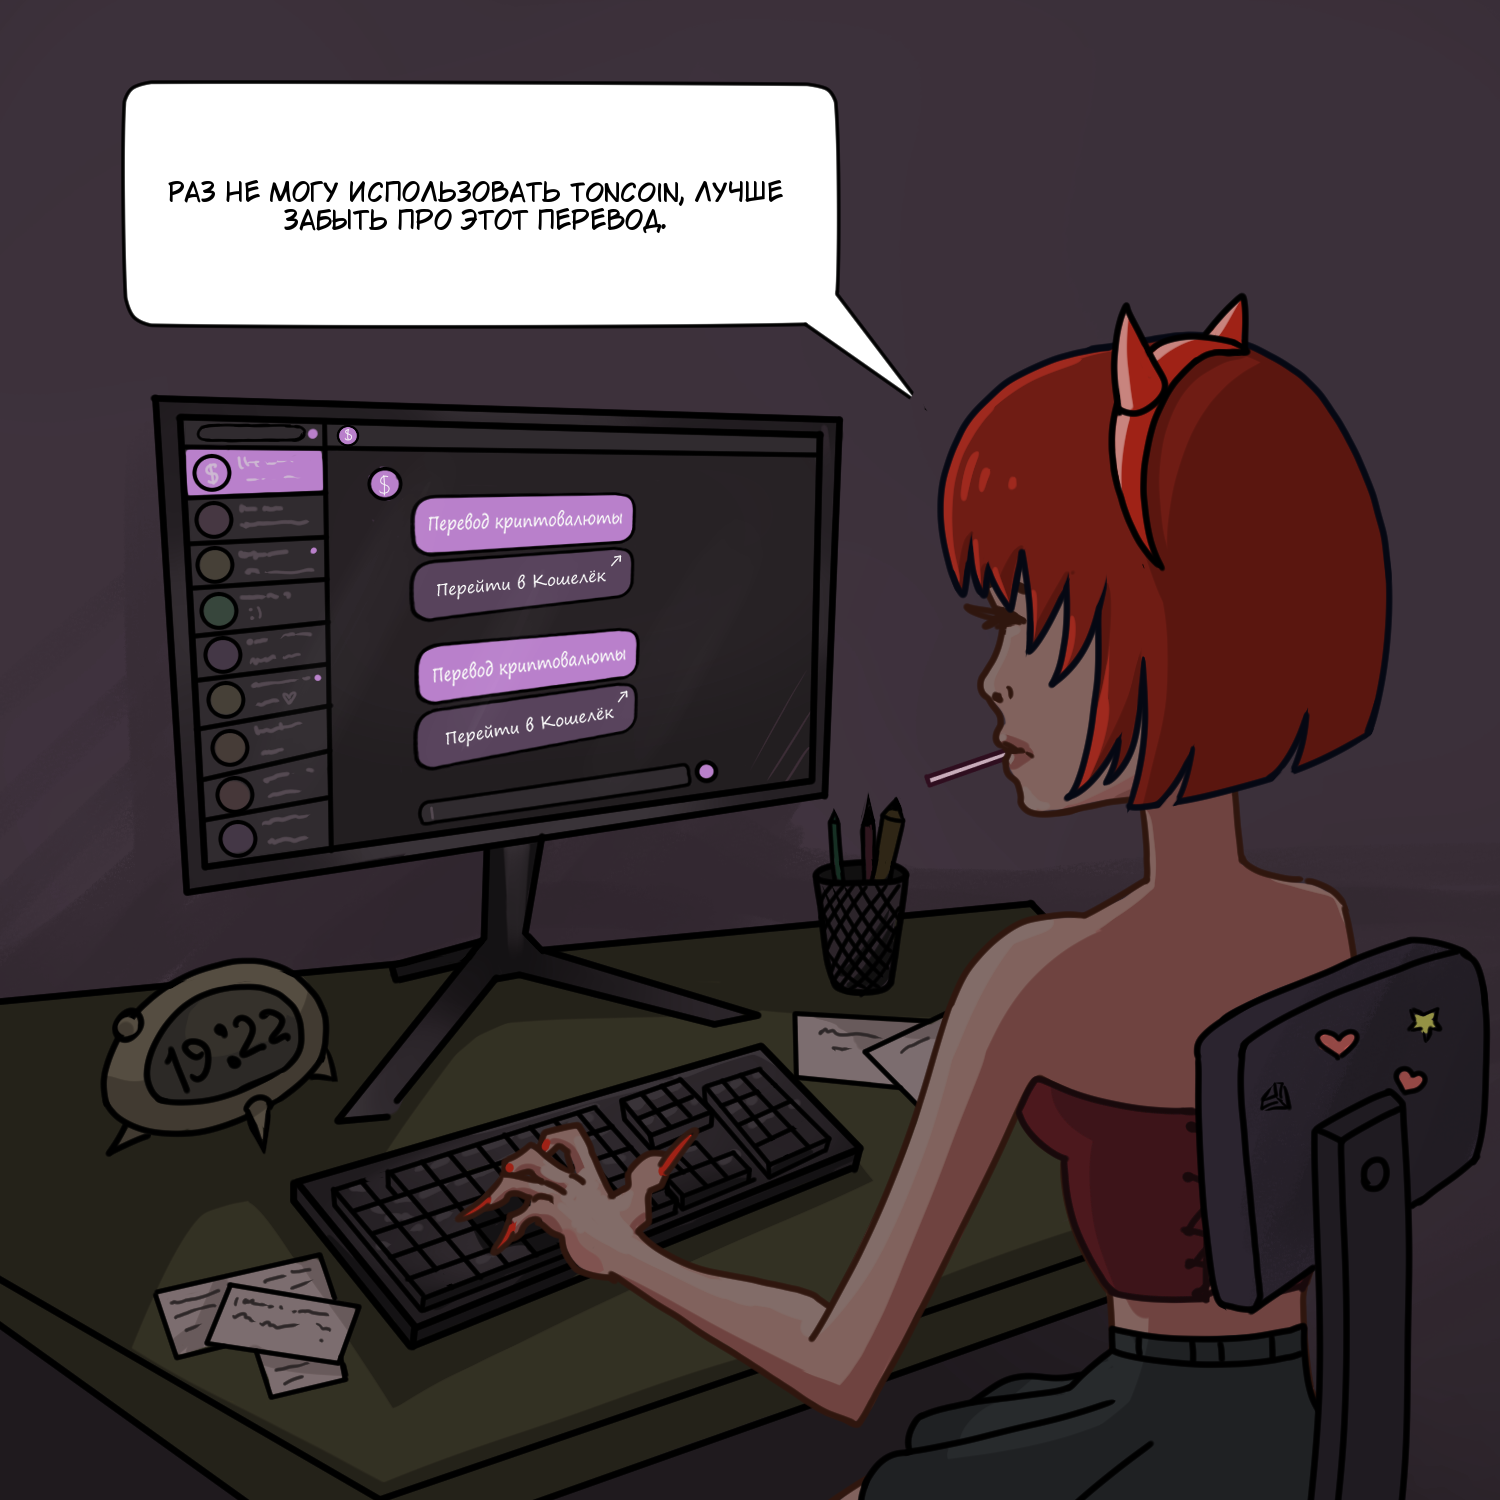 РАЗ НЕ МОГУ ИСПОЛЬЗОВАТЬ TONCOIN, ЛУЧШЕ
ЗАБЫТЬ ПРО ЭТОТ ПЕРЕВОД.
$
$
$
Перевод криптовалюты
Перейти в Кошелёк ↗
Перевод криптовалюты
Перейти в Кошелёк ↗
:)
19:22